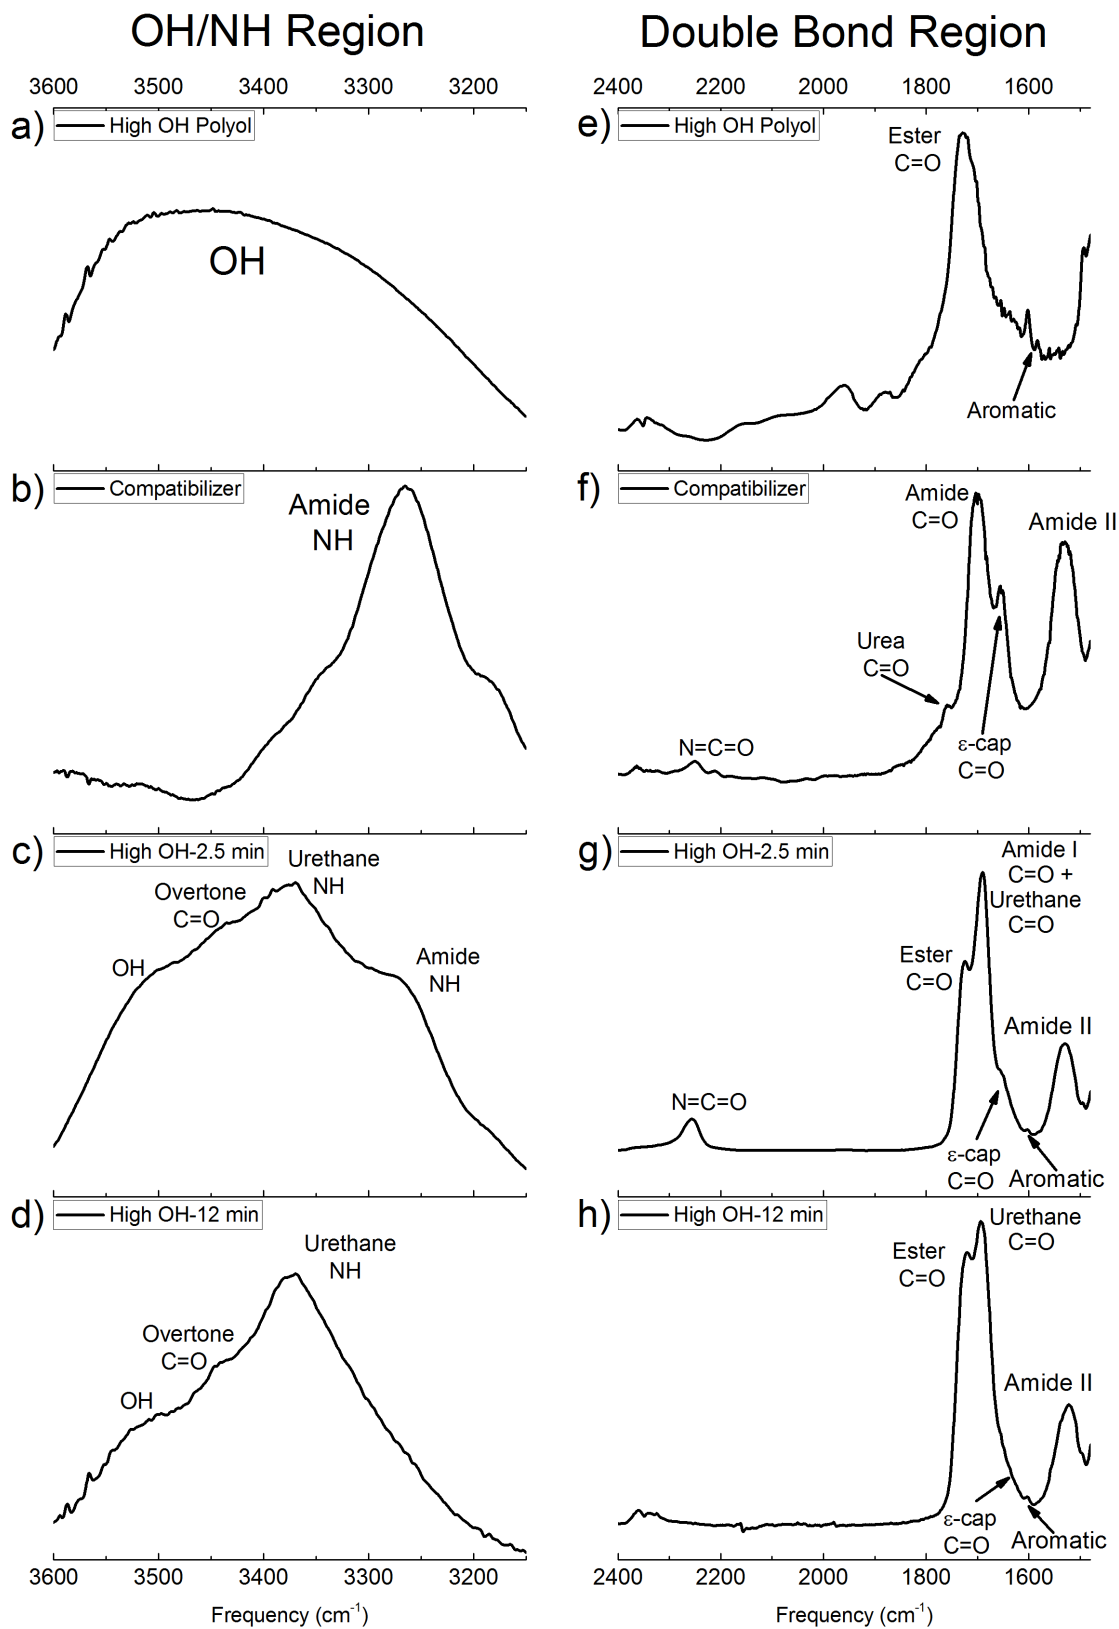 OH/NH Region
3600 3500 3400 3300 3200
a)
High OH Polyol
OH
b)
Compatibilizer
Amide
NH
c)
High OH-2.5 min
Urethane
NH
Overtone
C=O
OH
Amide
NH
d)
High OH-12 min
Urethane
NH
Overtone
C=O
OH
3600 3500 3400 3300 3200
Frequency (cm⁻¹)
Double Bond Region
2400 2200 2000 1800 1600
e)
High OH Polyol
Ester
C=O
Aromatic
f)
Compatibilizer
Amide
C=O
Amide II
Urea
C=O
N=C=O
ε-cap
C=O
g)
High OH-2.5 min
Amide I
C=O +
Urethane
C=O
Ester
C=O
Amide II
N=C=O
ε-cap
C=O
Aromatic
h)
High OH-12 min
Urethane
C=O
Ester
C=O
Amide II
ε-cap
C=O
Aromatic
2400 2200 2000 1800 1600
Frequency (cm⁻¹)